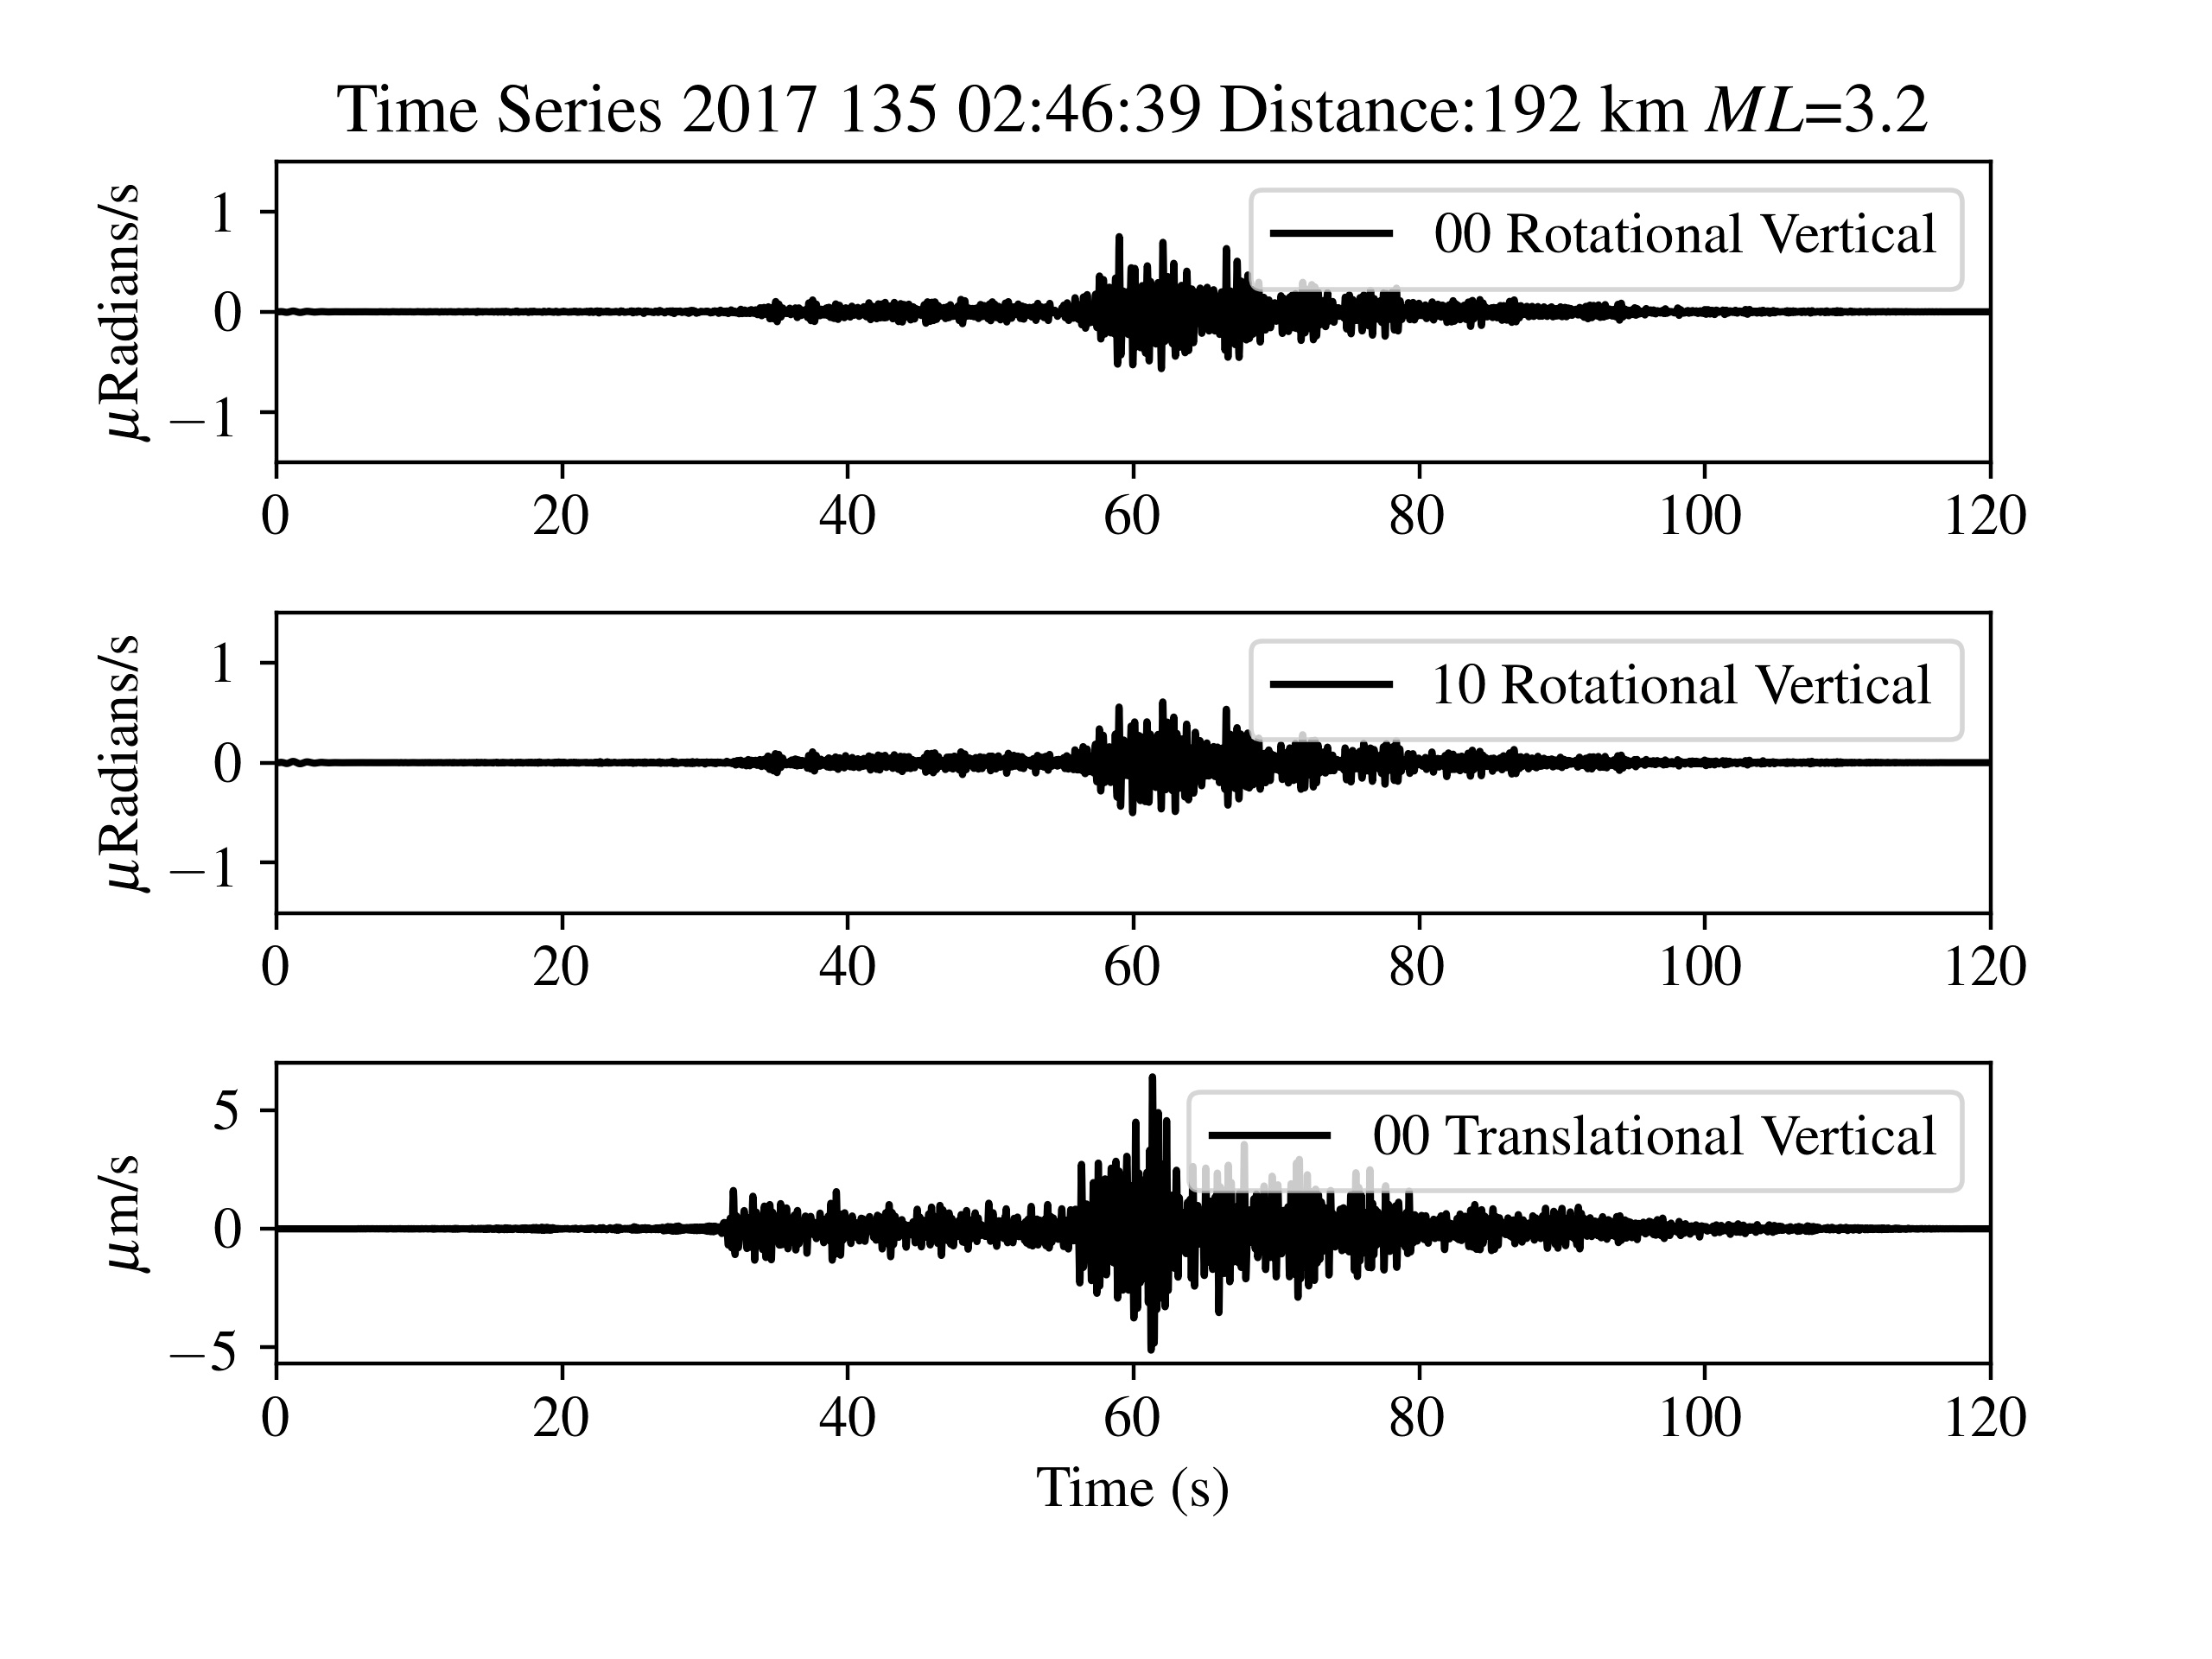 Time Series 2017 135 02:46:39 Distance:192 km ML=3.2
µRadians/s
1
0
−1
00 Rotational Vertical
0 20 40 60 80 100 120
µRadians/s
1
0
−1
10 Rotational Vertical
0 20 40 60 80 100 120
µm/s
5
0
−5
00 Translational Vertical
0 20 40 60 80 100 120
Time (s)